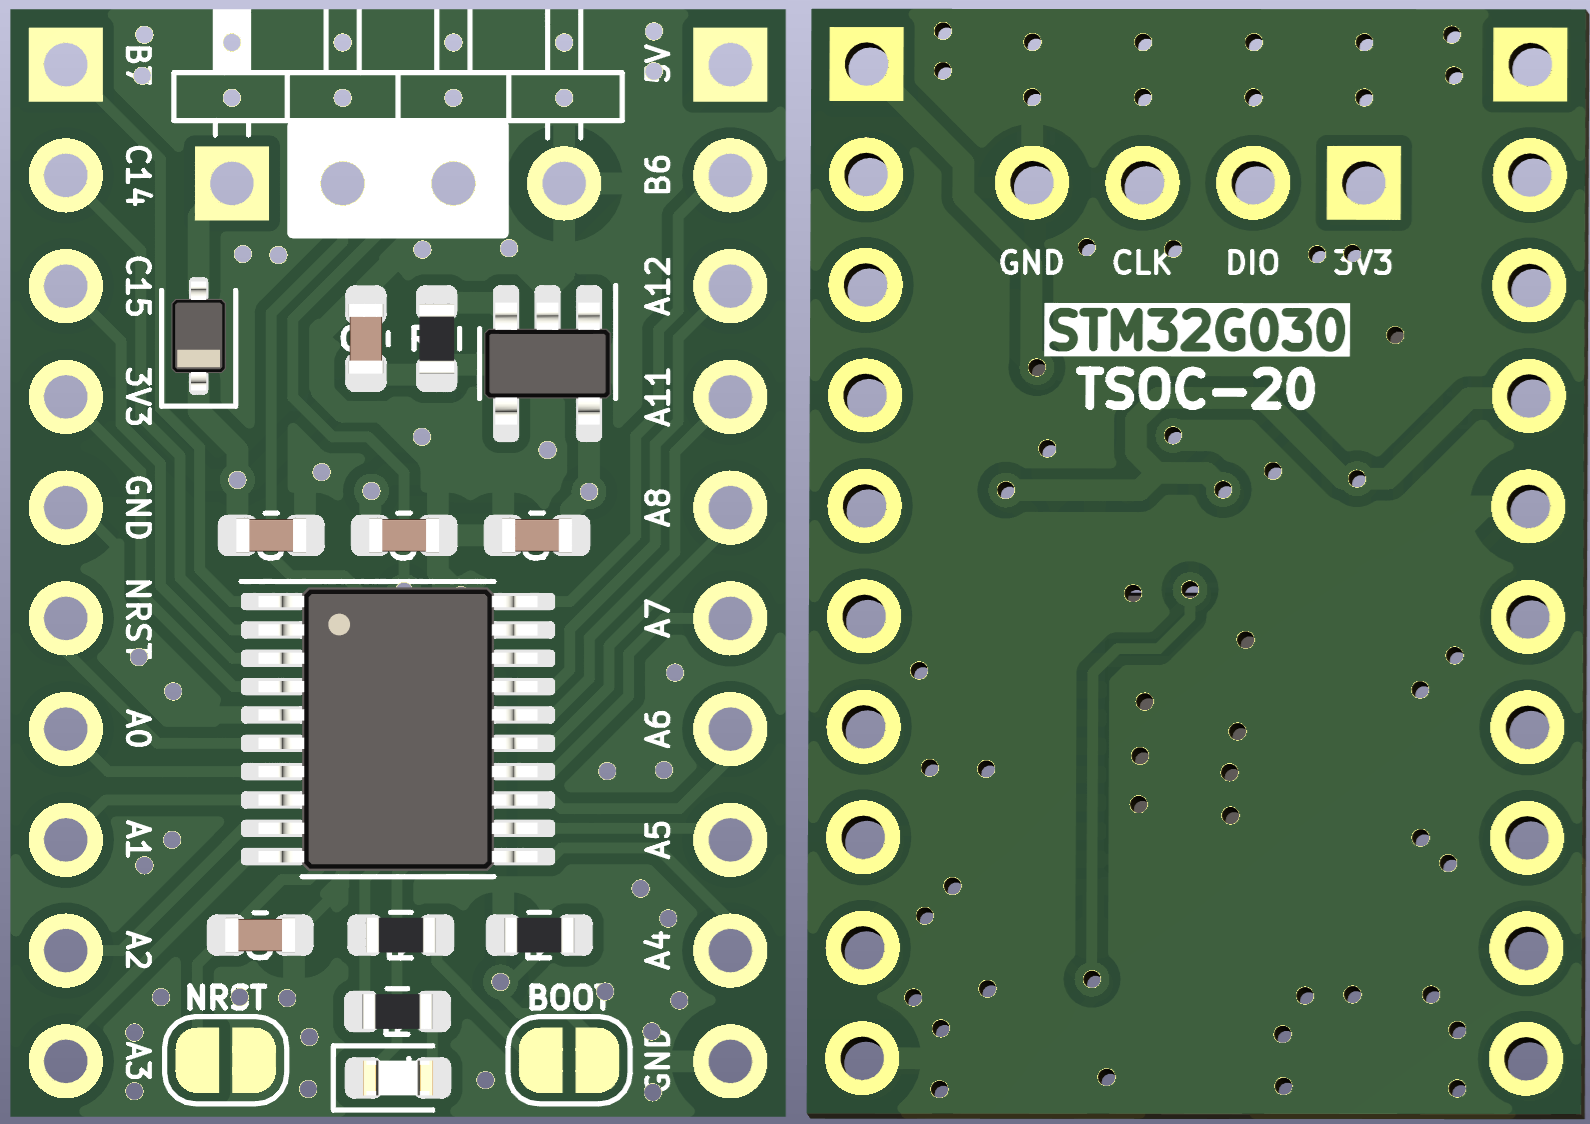 B7
5V
C14
B6
C15
A12
3V3
A11
GND
A8
NRST
A7
A0
A6
A1
A5
A2
A4
NRST
BOOT
A3
GND
GND CLK DIO 3V3
STM32G030
TSOC-20